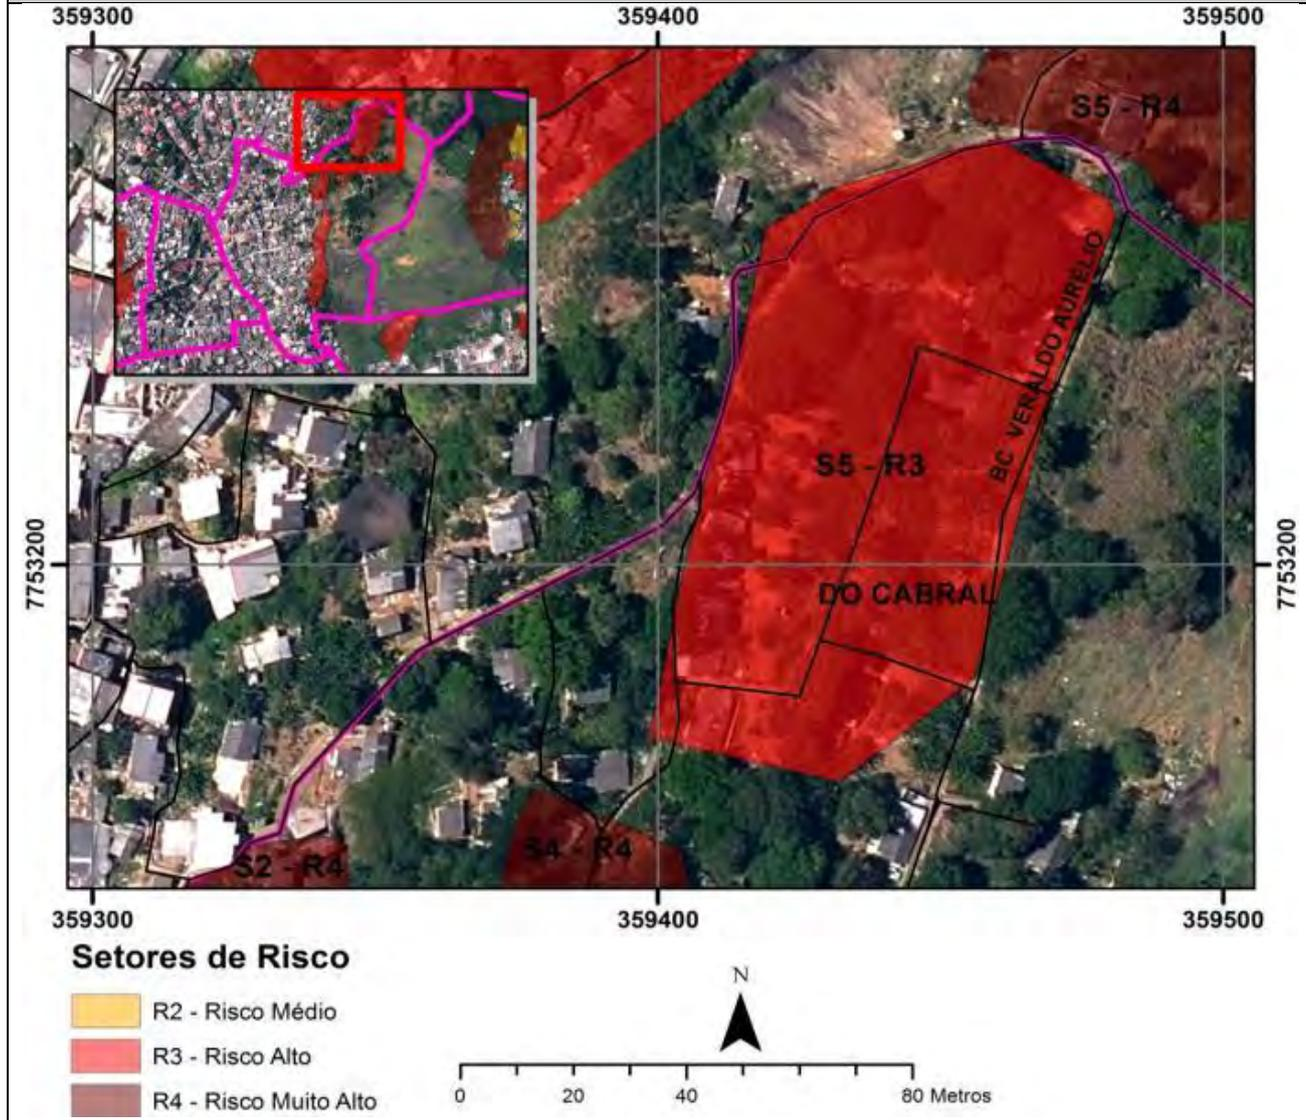 359300 359400 359500
S5 - R4
BC VERALDO AURELIO
S5 - R3
7753200 7753200
DO CABRAL
S2 - R4 S4 - R4
359300 359400 359500
Setores de Risco
R2 - Risco Médio
R3 - Risco Alto
R4 - Risco Muito Alto
N
0 20 40 80 Metros